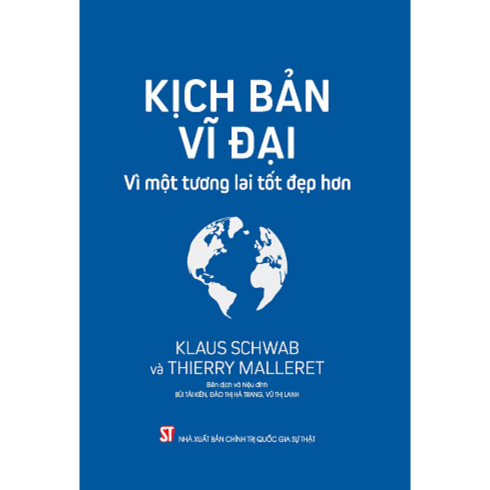 KỊCH BẢN
VĨ ĐẠI
Vì một tương lai tốt đẹp hơn
KLAUS SCHWAB
và THIERRY MALLERET
Biên dịch và hiệu đính
BÙI TÀI KIÊN, ĐÀO THỊ HÀ TRANG, VŨ THỊ LANH
ST NHÀ XUẤT BẢN CHÍNH TRỊ QUỐC GIA SỰ THẬT